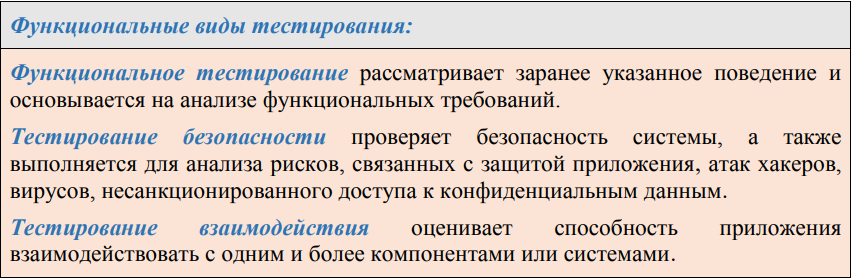 Функциональные виды тестирования:
Функциональное тестирование рассматривает заранее указанное поведение и
основывается на анализе функциональных требований.
Тестирование безопасности проверяет безопасность системы, а также
выполняется для анализа рисков, связанных с защитой приложения, атак хакеров,
вирусов, несанкционированного доступа к конфиденциальным данным.
Тестирование взаимодействия оценивает способность приложения
взаимодействовать с одним и более компонентами или системами.